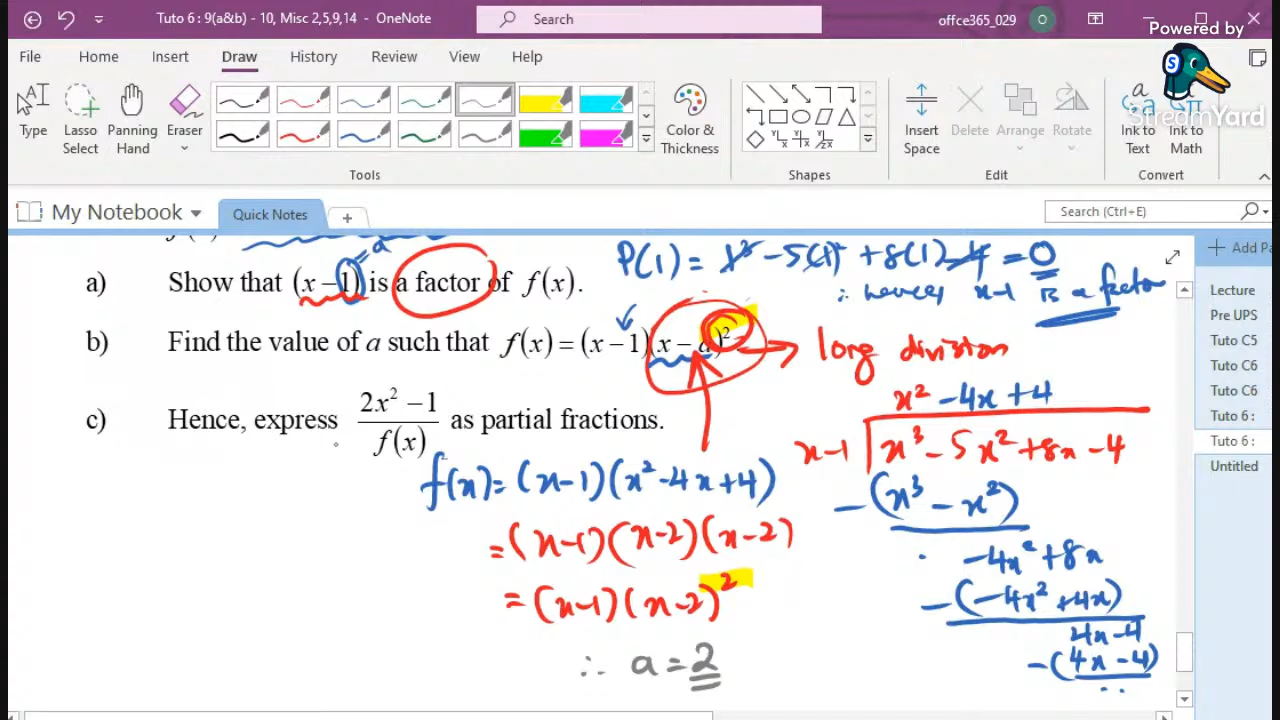 Tuto 6 : 9(a&b) - 10, Misc 2,5,9,14 - OneNote
Search
offce365_029
Powered by
StreamYard
File Home Insert Draw History Review View Help
Type
Lasso Select
Panning Hand
Eraser
Color & Thickness
Insert Space
Delete
Arrange
Rotate
Ink to Text
Ink to Math
Tools
Shapes
Edit
Convert
My Notebook
Quick Notes
Search (Ctrl+E)
Add Pa
Lecture
Pre UPS
Tuto C5
Tuto C6
Tuto C6
Tuto 6 :
Tuto 6 :
Untitled
= a
a) Show that (x − 1) is a factor of f(x).
P(1) = 1³ - 5(1)² + 8(1) - 4 = 0
∴ hence, x-1 is a factor
b) Find the value of a such that f(x) = (x − 1)(x − a)².
long division
c) Hence, express (2x² − 1)/f(x) as partial fractions.
f(x) = (x-1)(x² - 4x + 4)
= (x-1)(x-2)(x-2)
= (x-1)(x-2)²
∴ a = 2
x² - 4x + 4
x-1 x³ - 5x² + 8x - 4
- (x³ - x²)
-4x² + 8x
- (-4x² + 4x)
4x - 4
- (4x - 4)